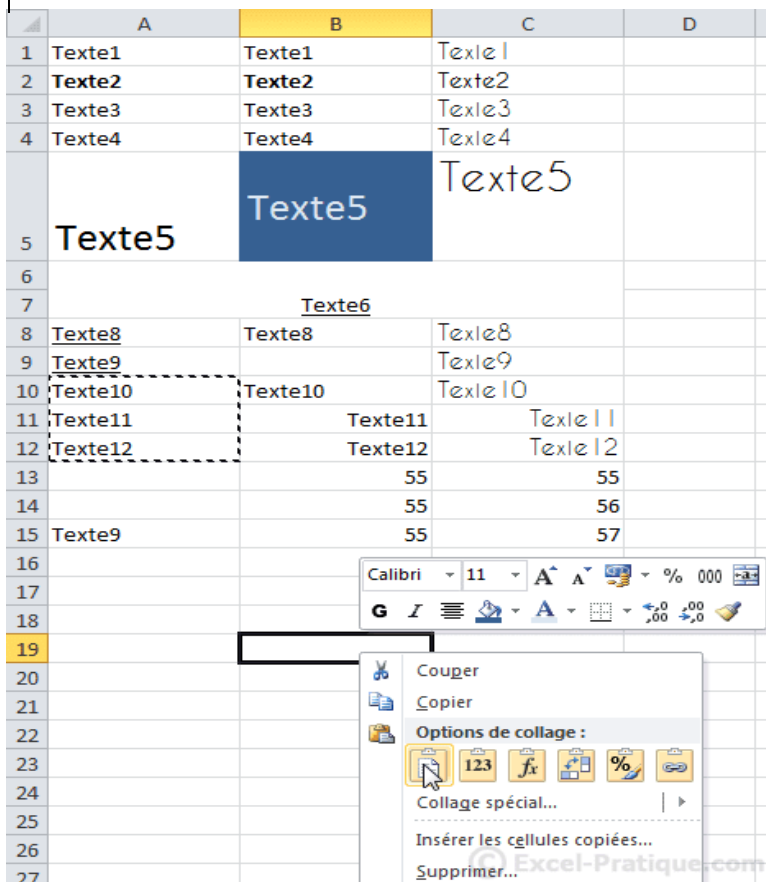 A B C D
1 Texte1 Texte1 Texte1
2 Texte2 Texte2 Texte2
3 Texte3 Texte3 Texte3
4 Texte4 Texte4 Texte4
5 Texte5 Texte5 Texte5
6
7 Texte6
8 Texte8 Texte8 Texte8
9 Texte9 Texte9
10 Texte10 Texte10 Texte10
11 Texte11 Texte11 Texte11
12 Texte12 Texte12 Texte12
13 55 55
14 55 56
15 Texte9 55 57
16
17
18
19
20
21
22
23
24
25
26
27
Calibri 11 A A % 000 a
G I A ,0 ,00 ,00 ,0
Couper
Copier
Options de collage :
123 fx %
Collage spécial...
Insérer les cellules copiées...
Supprimer...
© Excel-Pratique.com